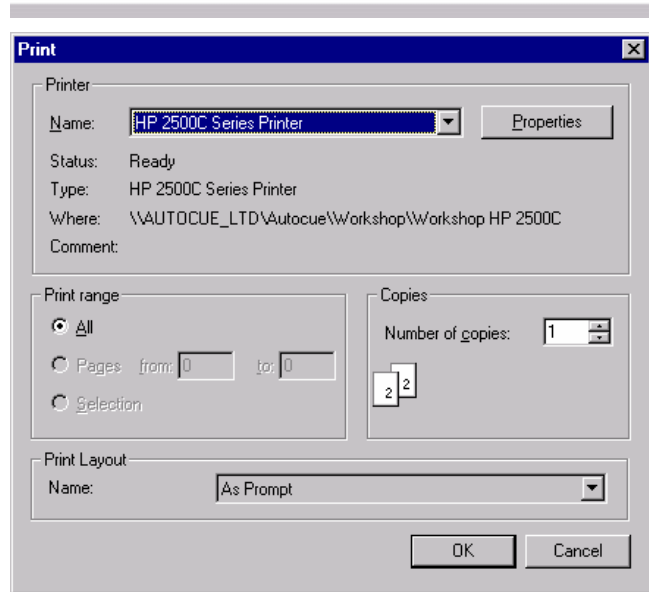 Print
Printer
Name: HP 2500C Series Printer Properties
Status: Ready
Type: HP 2500C Series Printer
Where: \\AUTOCUE_LTD\Autocue\Workshop\Workshop HP 2500C
Comment:
Print range
All
Pages from: 0 to: 0
Selection
Copies
Number of copies: 1
2 2
Print Layout
Name: As Prompt
OK Cancel